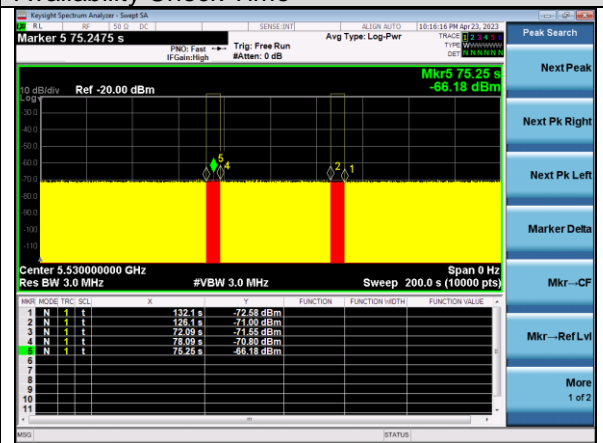 Availability Check Time
Keysight Spectrum Analyzer - Swept SA
RL RF 50 Ω DC SENSE:INT ALIGN AUTO 10:16:16 PM Apr 23, 2023
Marker 5 75.2475 s
PNO: Fast
IFGain:High
Trig: Free Run
#Atten: 0 dB
Avg Type: Log-Pwr
TRACE 1 2 3 4 5 6
TYPE WWWWWW
DET N N N N N N
Peak Search
Mkr5 75.25 s
-66.18 dBm
10 dB/div Ref -20.00 dBm
Log
-30.0
-40.0
-50.0
-60.0
-70.0
-80.0
-90.0
-100
-110
5
4
2
1
Center 5.530000000 GHz Span 0 Hz
Res BW 3.0 MHz #VBW 3.0 MHz Sweep 200.0 s (10000 pts)
MKR MODE TRC SCL X Y FUNCTION FUNCTION WIDTH FUNCTION VALUE
1 N 1 t 132.1 s -72.58 dBm
2 N 1 t 126.1 s -71.00 dBm
3 N 1 t 72.09 s -71.55 dBm
4 N 1 t 78.09 s -70.80 dBm
5 N 1 t 75.25 s -66.18 dBm
6
7
8
9
10
11
MSG STATUS
Next Peak
Next Pk Right
Next Pk Left
Marker Delta
Mkr→CF
Mkr→Ref Lvl
More
1 of 2